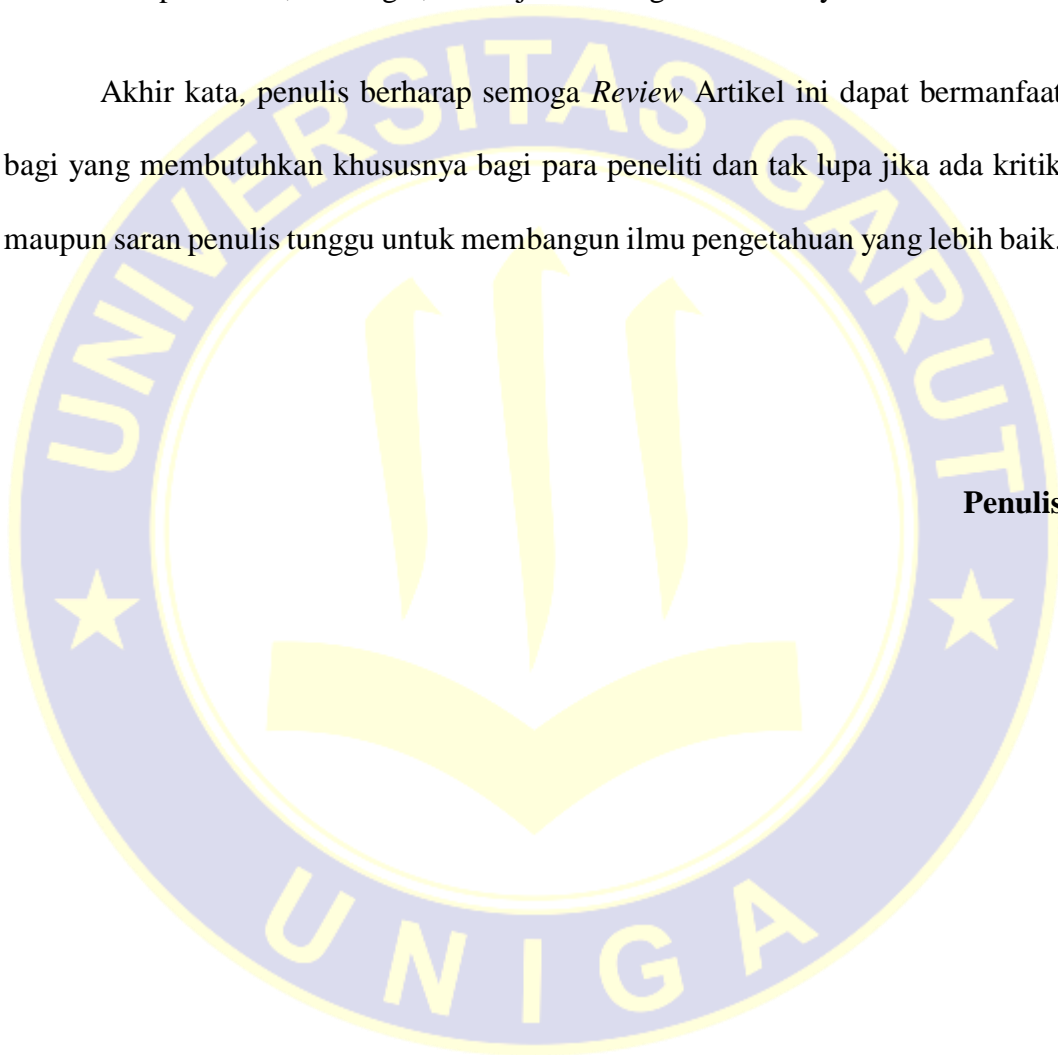 Akhir kata, penulis berharap semoga Review Artikel ini dapat bermanfaat
bagi yang membutuhkan khususnya bagi para peneliti dan tak lupa jika ada kritik
maupun saran penulis tunggu untuk membangun ilmu pengetahuan yang lebih baik.
Penulis
UNIVERSITAS GARUT
UNIGA